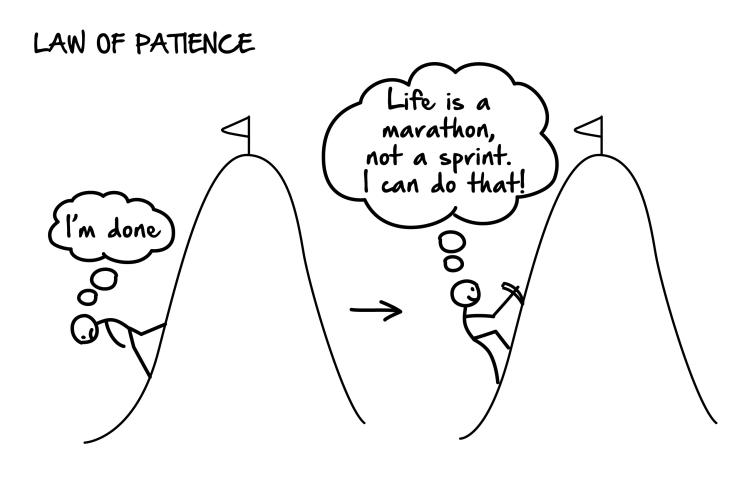 LAW OF PATIENCE
I'm done
Life is a
marathon,
not a sprint.
I can do that!